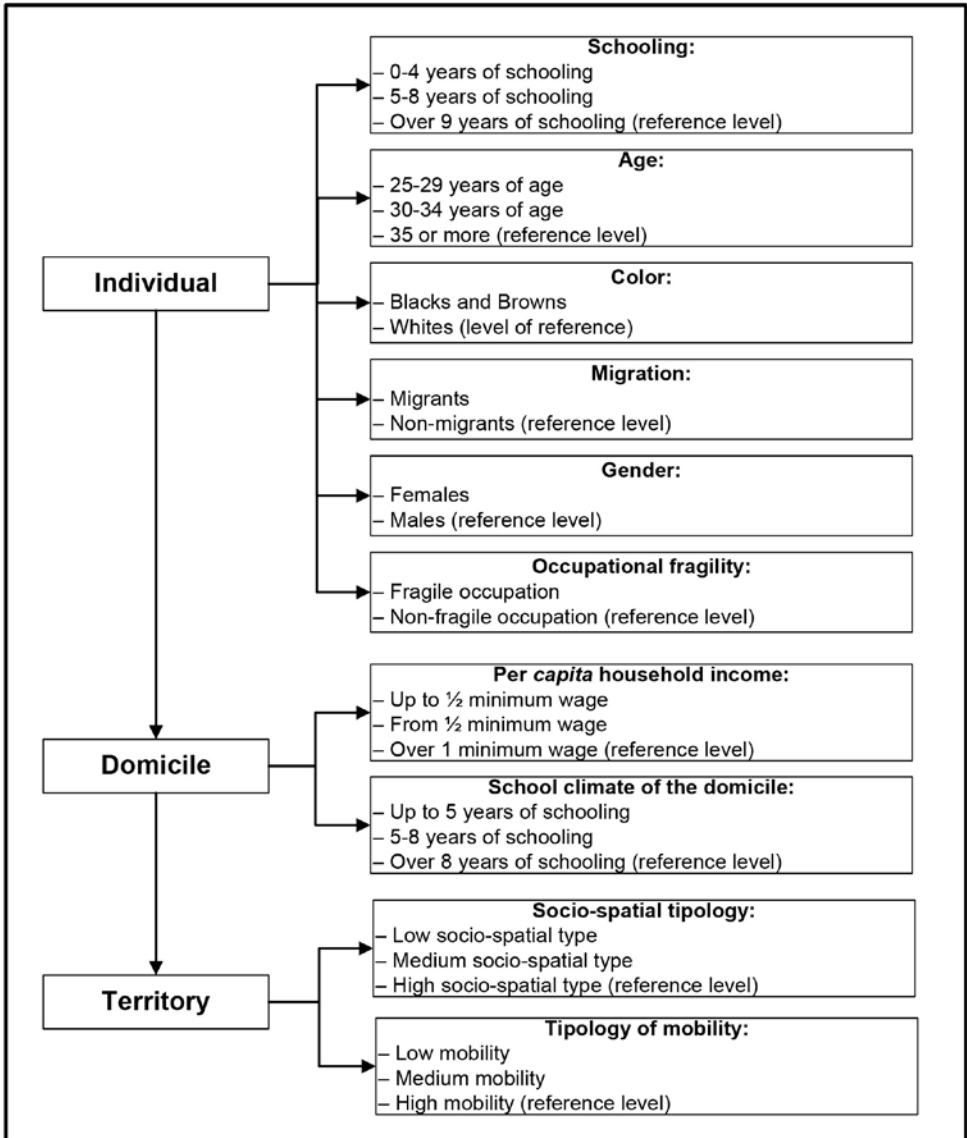 Schooling:
– 0-4 years of schooling
– 5-8 years of schooling
– Over 9 years of schooling (reference level)
Age:
– 25-29 years of age
– 30-34 years of age
– 35 or more (reference level)
Individual
Color:
– Blacks and Browns
– Whites (level of reference)
Migration:
– Migrants
– Non-migrants (reference level)
Gender:
– Females
– Males (reference level)
Occupational fragility:
– Fragile occupation
– Non-fragile occupation (reference level)
Per capita household income:
– Up to ½ minimum wage
– From ½ minimum wage
– Over 1 minimum wage (reference level)
Domicile
School climate of the domicile:
– Up to 5 years of schooling
– 5-8 years of schooling
– Over 8 years of schooling (reference level)
Socio-spatial tipology:
– Low socio-spatial type
– Medium socio-spatial type
– High socio-spatial type (reference level)
Territory
Tipology of mobility:
– Low mobility
– Medium mobility
– High mobility (reference level)